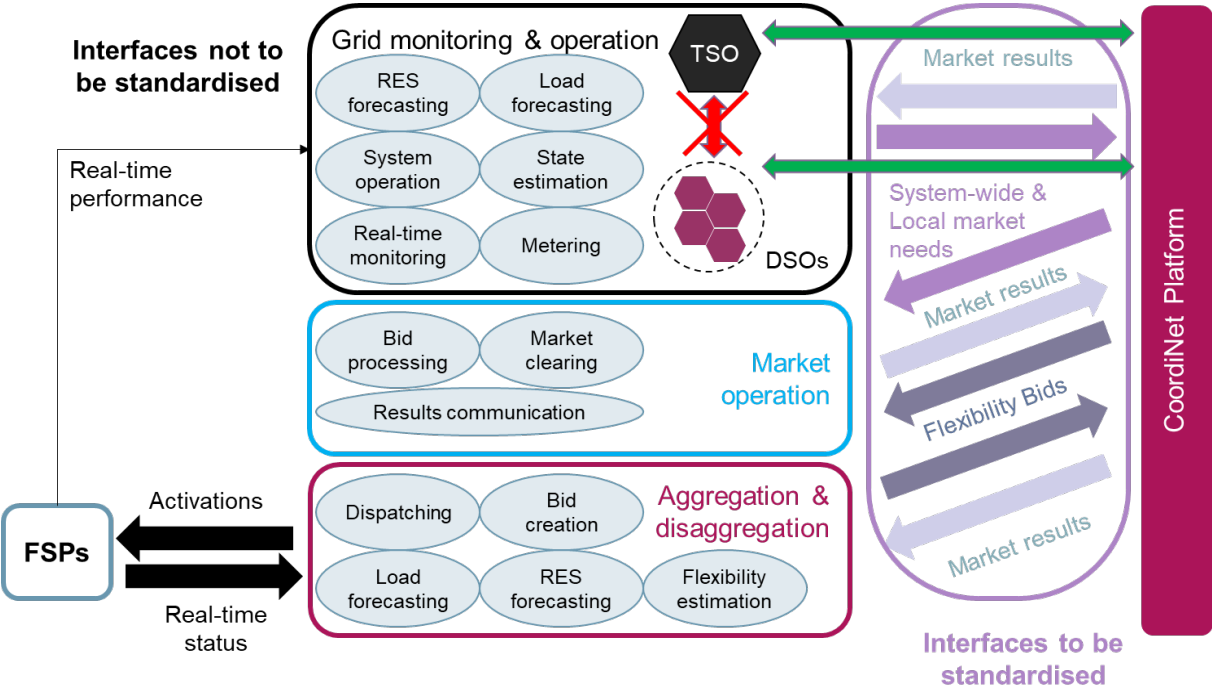 Interfaces not to
be standardised
Real-time
performance
Grid monitoring & operation
TSO
RES
forecasting
Load
forecasting
System
operation
State
estimation
Real-time
monitoring
Metering
DSOs
Bid
processing
Market
clearing
Results communication
Market
operation
Aggregation &
disaggregation
Dispatching
Bid
creation
Load
forecasting
RES
forecasting
Flexibility
estimation
FSPs
Activations
Real-time
status
Market results
System-wide &
Local market
needs
Market results
Flexibility Bids
Market results
Interfaces to be
standardised
CoordiNet Platform